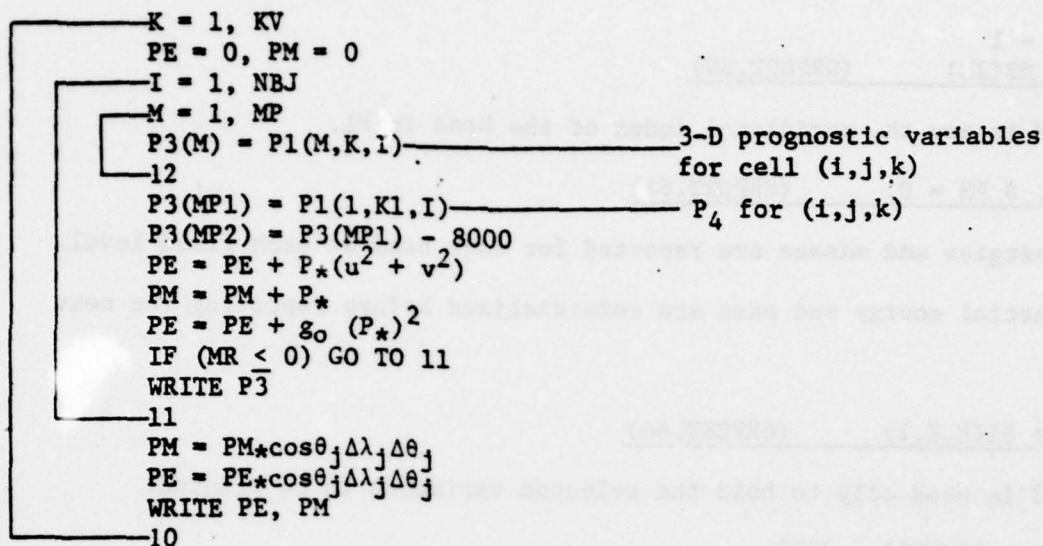 K = 1, KV
PE = 0, PM = 0
I = 1, NBJ
M = 1, MP
P3(M) = P1(M,K,I) 3-D prognostic variables
for cell (i,j,k)
12
P3(MP1) = P1(1,K1,I) P₄ for (i,j,k)
P3(MP2) = P3(MP1) - 8000
PE = PE + P⁎(u² + v²)
PM = PM + P⁎
PE = PE + g₀ (P⁎)²
IF (MR ≤ 0) GO TO 11
WRITE P3
11
PM = PM⁎cosθⱼΔλⱼΔθⱼ
PE = PE⁎cosθⱼΔλⱼΔθⱼ
WRITE PE, PM
10